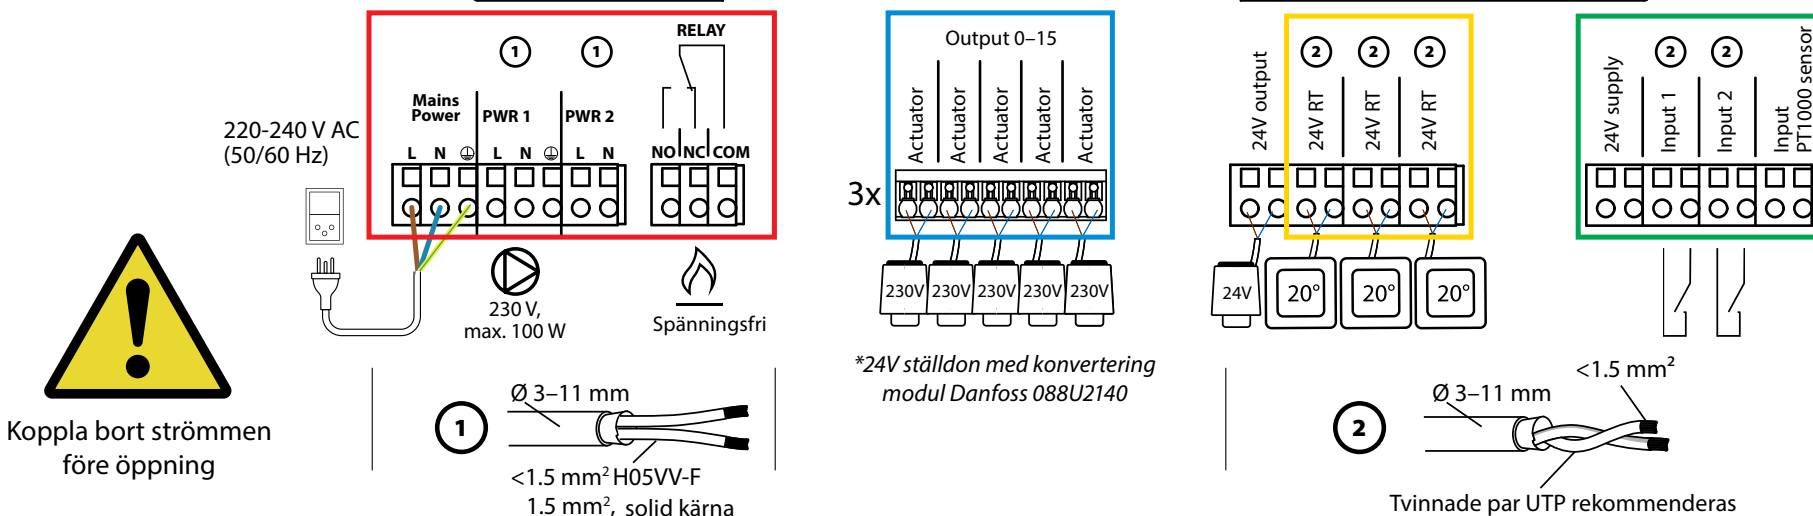 Koppla bort strömmen
före öppning
220-240 V AC
(50/60 Hz)
RELAY
1
1
Mains
Power
PWR 1
PWR 2
L N L N L N
NO NC COM
230 V,
max. 100 W
Spänningsfri
1
Ø 3–11 mm
<1.5 mm² H05VV-F
1.5 mm², solid kärna
Output 0–15
Actuator
Actuator
Actuator
Actuator
Actuator
3x
230V
230V
230V
230V
230V
*24V ställdon med konvertering
modul Danfoss 088U2140
2
2
2
24V output
24V RT
24V RT
24V RT
24V
20°
20°
20°
2
2
24V supply
Input 1
Input 2
Input
PT1000 sensor
2
Ø 3–11 mm
<1.5 mm²
Tvinnade par UTP rekommenderas